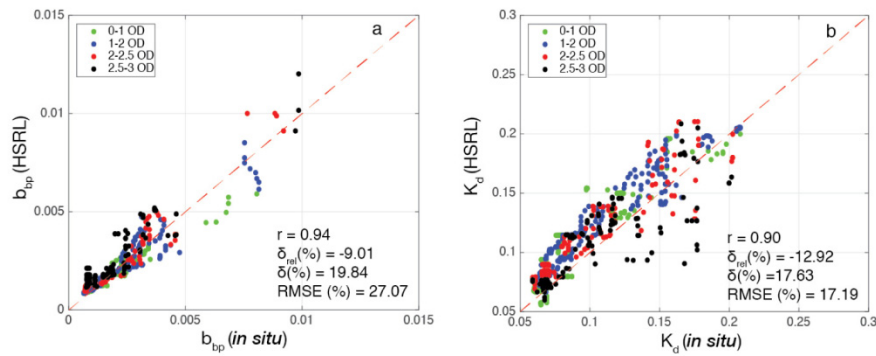 a
0-1 OD
1-2 OD
2-2.5 OD
2.5-3 OD
0.015
0.01
0.005
0
b_bp (HSRL)
r = 0.94
δ_rel(%) = -9.01
δ(%) = 19.84
RMSE (%) = 27.07
0
0.005
0.01
0.015
b_bp (in situ)
b
0-1 OD
1-2 OD
2-2.5 OD
2.5-3 OD
0.3
0.25
0.2
0.15
0.1
0.05
K_d (HSRL)
r = 0.90
δ_rel(%) = -12.92
δ(%) =17.63
RMSE (%) = 17.19
0.05
0.1
0.15
0.2
0.25
0.3
K_d (in situ)